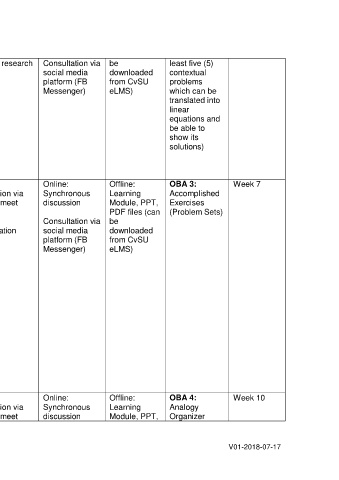 research
Consultation via
social media
platform (FB
Messenger)
be
downloaded
from CvSU
eLMS)
least five (5)
contextual
problems
which can be
translated into
linear
equations and
be able to
show its
solutions)
ion via
meet
ation
Online:
Synchronous
discussion
Consultation via
social media
platform (FB
Messenger)
Offline:
Learning
Module, PPT,
PDF files (can
be
downloaded
from CvSU
eLMS)
OBA 3:
Accomplished
Exercises
(Problem Sets)
Week 7
ion via
meet
Online:
Synchronous
discussion
Offline:
Learning
Module, PPT,
OBA 4:
Analogy
Organizer
Week 10
V01-2018-07-17